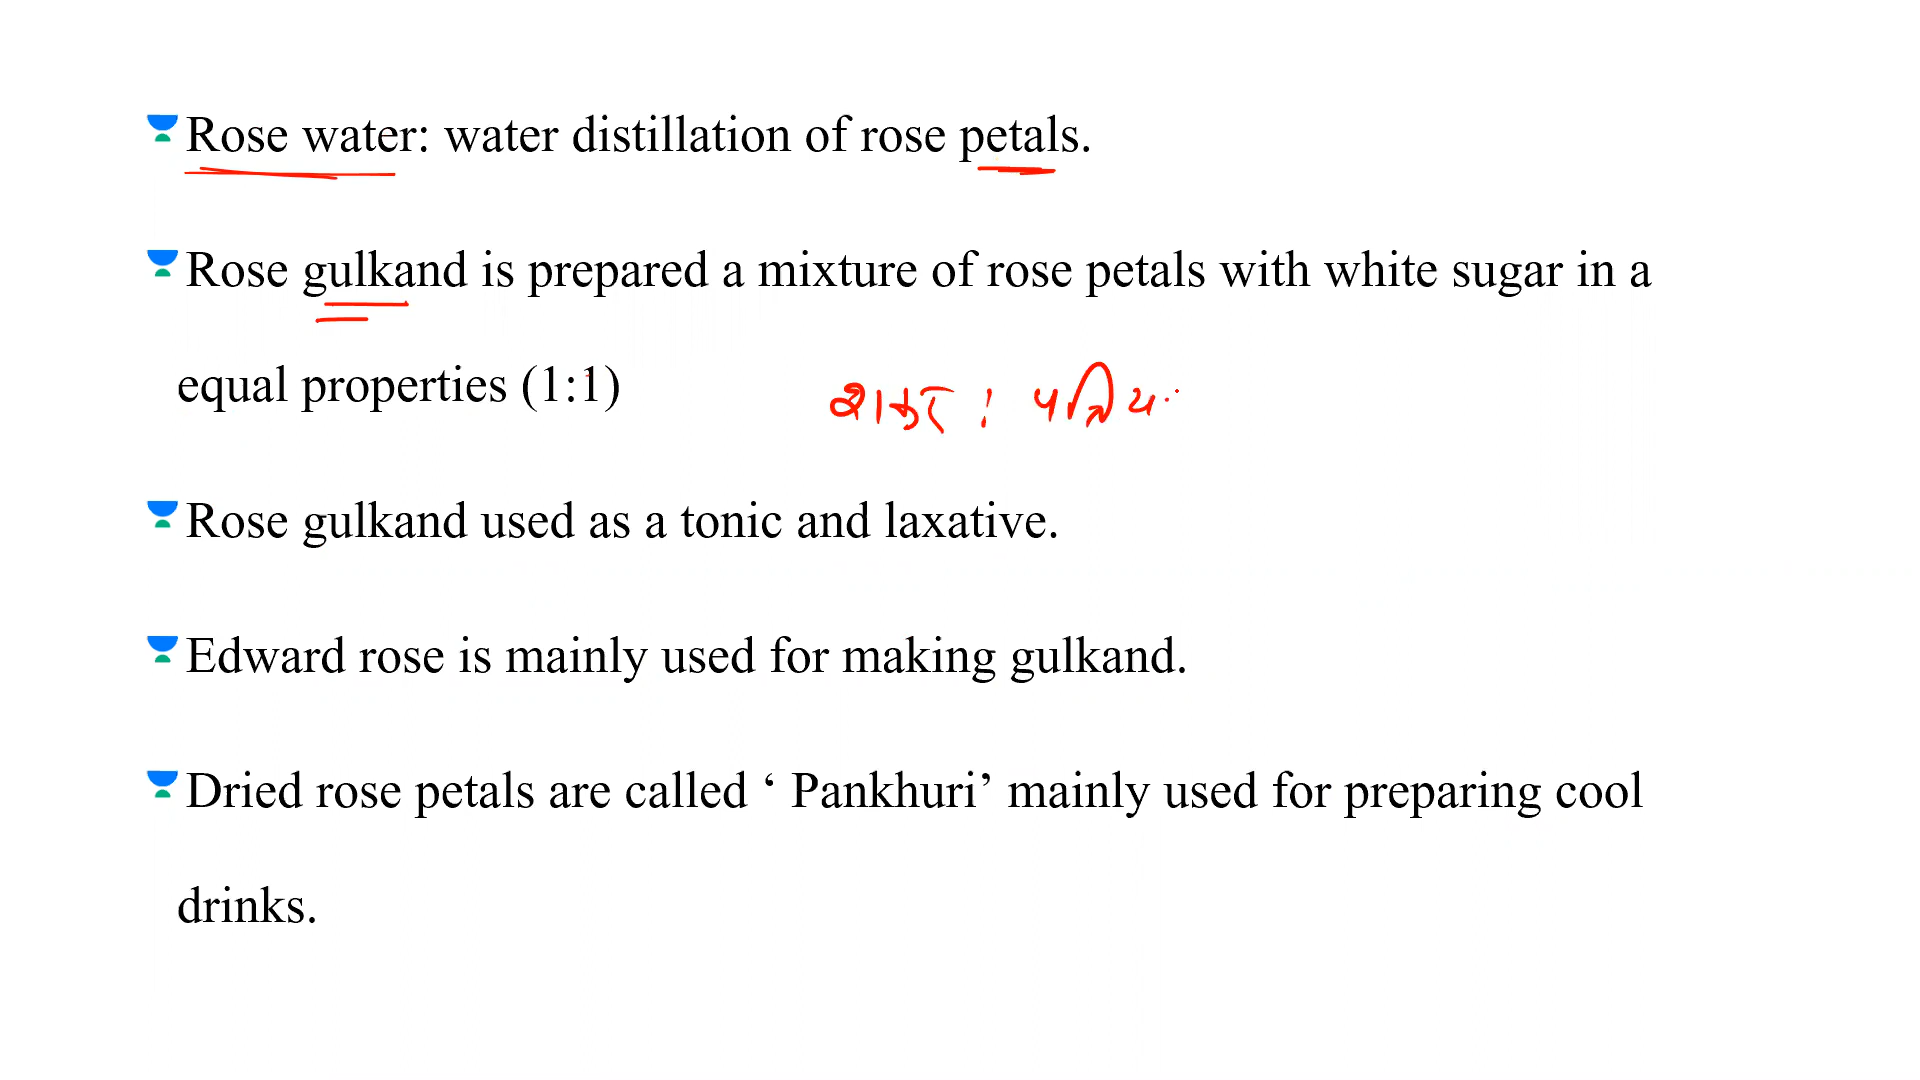 Rose water: water distillation of rose petals.
Rose gulkand is prepared a mixture of rose petals with white sugar in a
equal properties (1:1)
Rose gulkand used as a tonic and laxative.
Edward rose is mainly used for making gulkand.
Dried rose petals are called ‘ Pankhuri’ mainly used for preparing cool
drinks.